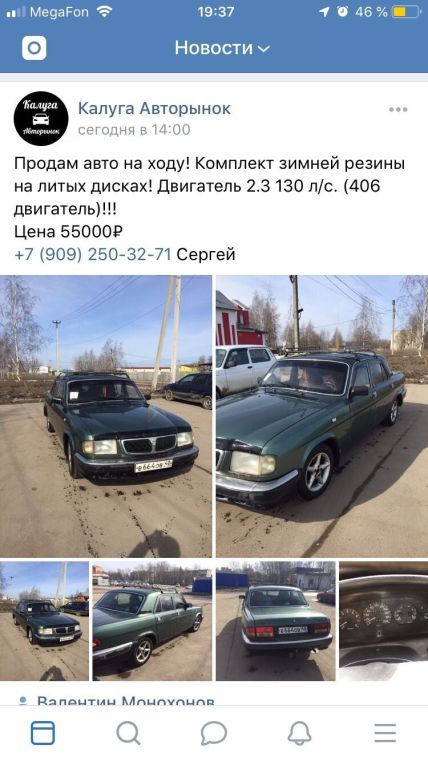 MegaFon 19:37 46 %
Новости
Калуга
Авторынок
Калуга Авторынок
сегодня в 14:00
Продам авто на ходу! Комплект зимней резины
на литых дисках! Двигатель 2.3 130 л/с. (406
двигатель)!!!
Цена 55000₽
+7 (909) 250-32-71 Сергей
Валентин Монохонов